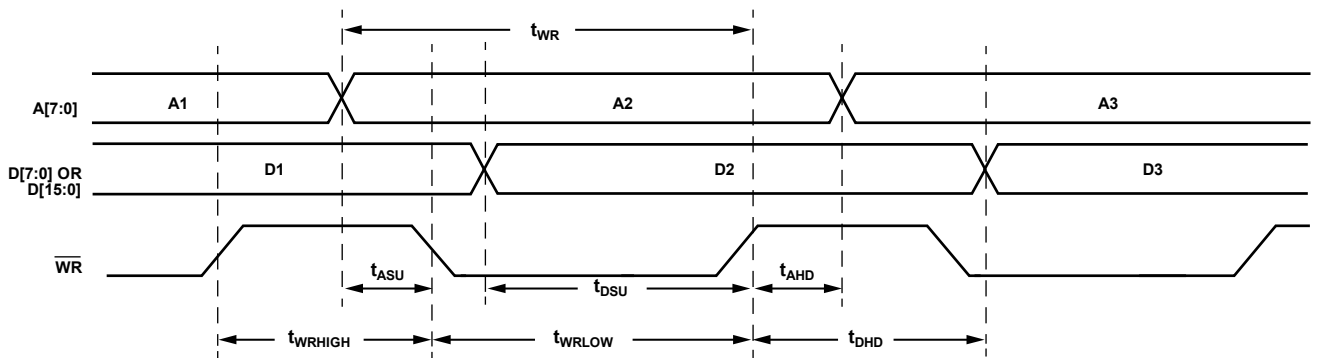 tWR
A[7:0]
A1
A2
A3
D[7:0] OR
D[15:0]
D1
D2
D3
WR
tASU
tDSU
tAHD
tWRHIGH
tWRLOW
tDHD